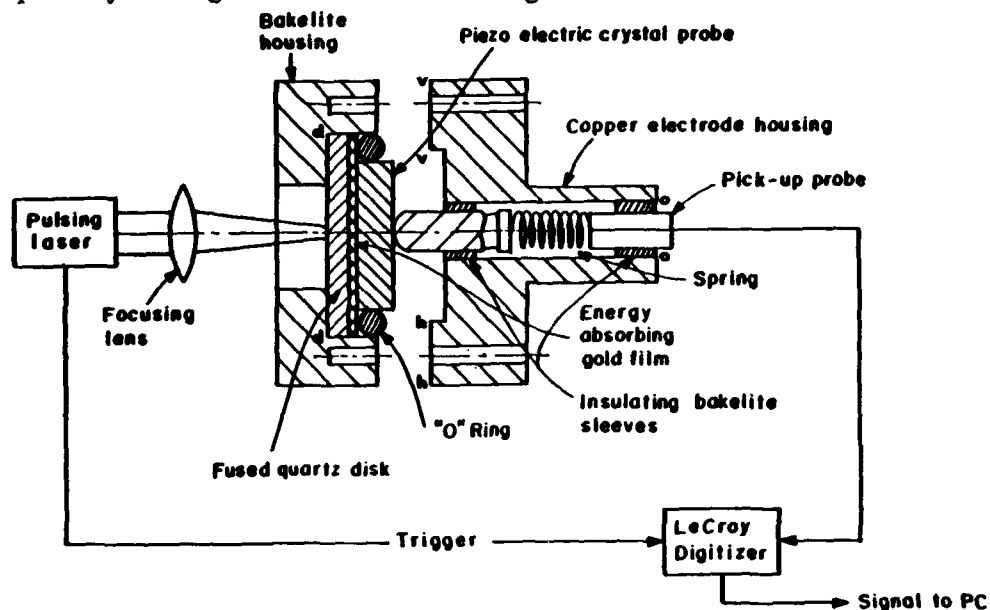 Bakelite
housing
Piezo electric crystal probe
v
d
v
Copper electrode housing
Pick-up probe
o
Pulsing
laser
o
Spring
Focusing
lens
d
h
h
Energy
absorbing
gold film
Insulating bakelite
sleeves
"O" Ring
Fused quartz disk
Trigger
LeCroy
Digitizer
Signal to PC